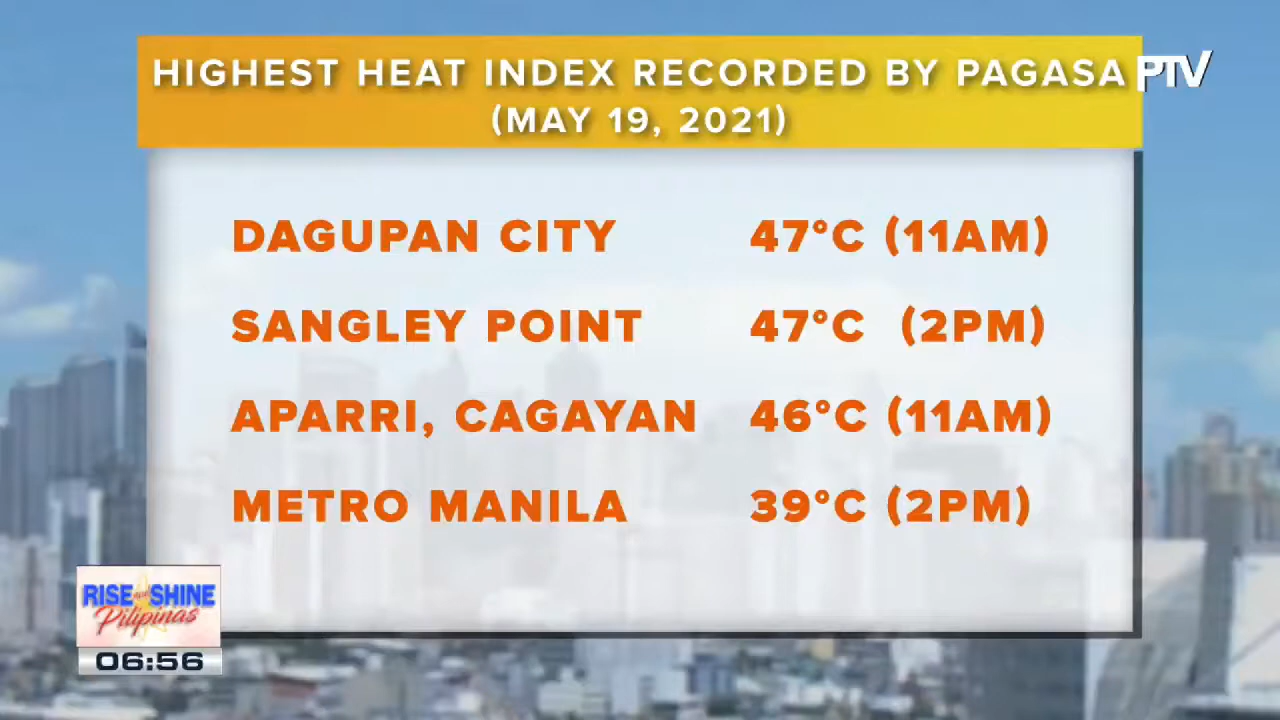 HIGHEST HEAT INDEX RECORDED BY PAGASA
(MAY 19, 2021)
PTV
DAGUPAN CITY 47°C (11AM)
SANGLEY POINT 47°C (2PM)
APARRI, CAGAYAN 46°C (11AM)
METRO MANILA 39°C (2PM)
RISE and SHINE
Pilipinas
06:56